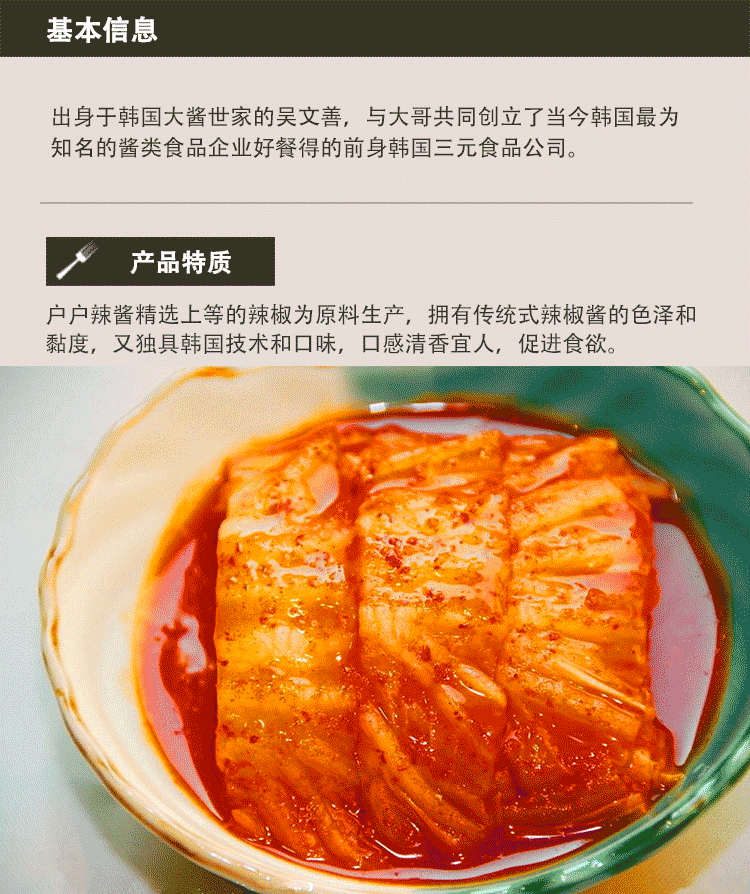 基本信息
出身于韩国大酱世家的吴文善，与大哥共同创立了当今韩国最为
知名的酱类食品企业好餐得的前身韩国三元食品公司。
产品特质
户户辣酱精选上等的辣椒为原料生产，拥有传统式辣椒酱的色泽和
黏度，又独具韩国技术和口味，口感清香宜人，促进食欲。